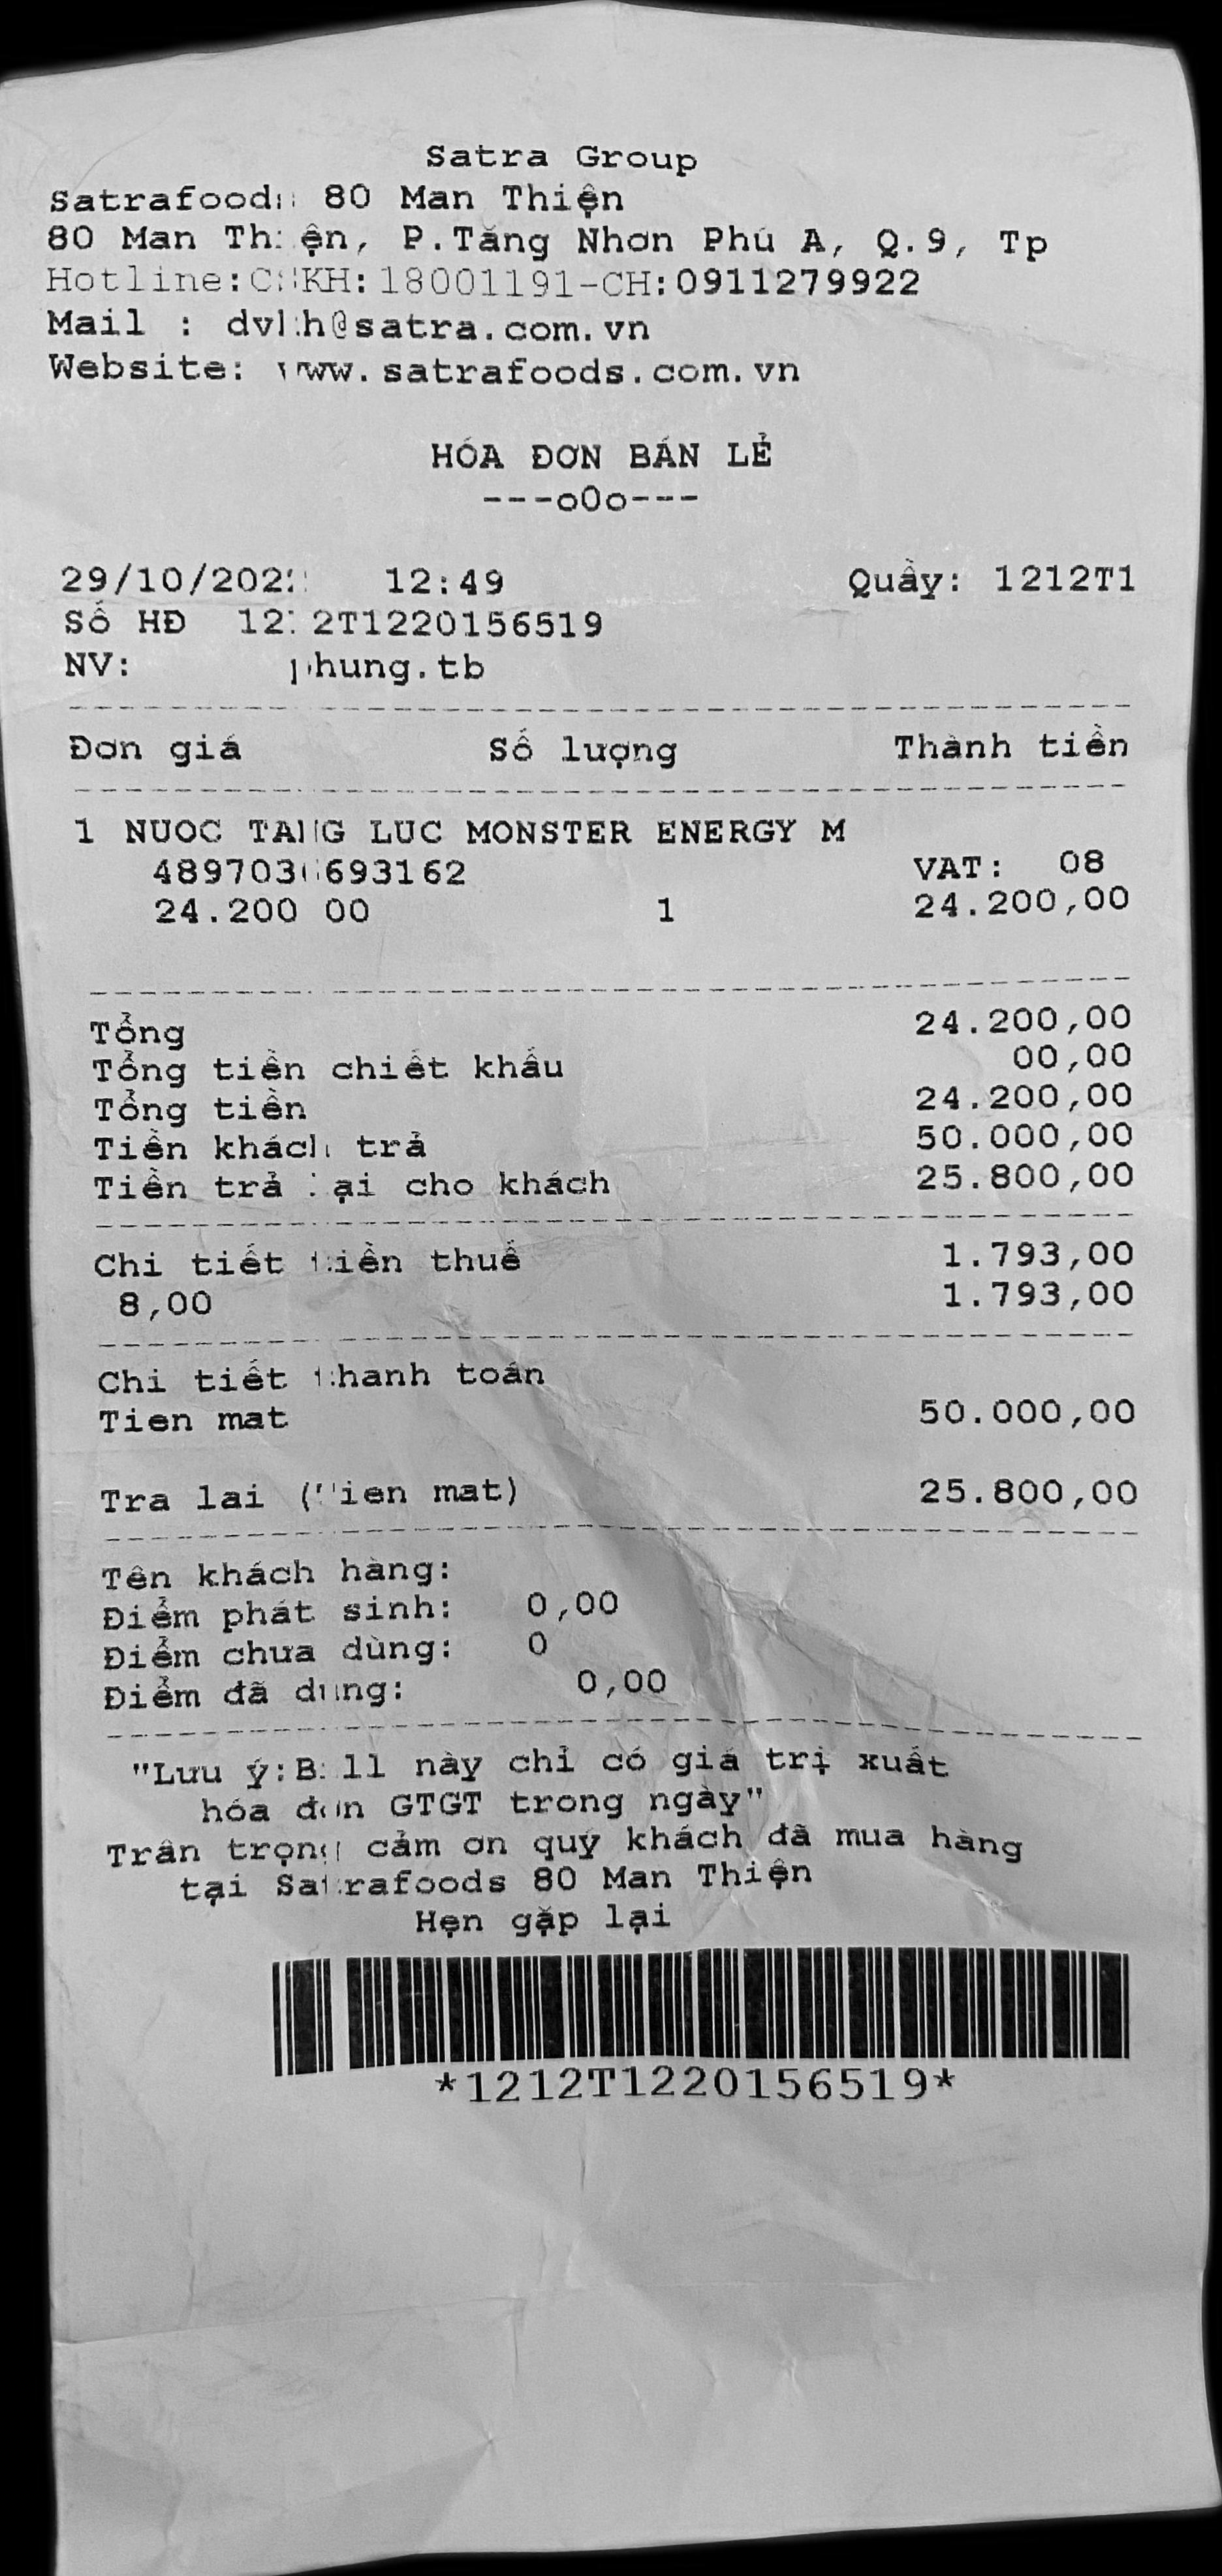 Satra Group
Satrafoods 80 Man Thiện
80 Man Thiện, P.Tăng Nhơn Phú A, Q.9, Tp
Hotline:CSKH:18001191-CH:0911279922
Mail : dvkh@satra.com.vn
Website: www.satrafoods.com.vn
HÓA ĐƠN BÁN LẺ
---oOo---
29/10/2022 12:49 Quầy: 1212T1
Số HĐ 1212T1220156519
NV: phung.tb
Đơn giá Số lượng Thành tiền
1 NUOC TANG LUC MONSTER ENERGY M
VAT: 08
24.200 00 1 24.200,00
Tổng 24.200,00
Tổng tiền chiết khấu 00,00
Tổng tiền 24.200,00
Tiền khách trả 50.000,00
Tiền trả lại cho khách 25.800,00
Chi tiết tiền thuế 1.793,00
8,00 1.793,00
Chi tiết thanh toán
Tien mat 50.000,00
Tra lai (Tien mat) 25.800,00
Tên khách hàng:
Điểm phát sinh: 0,00
Điểm chưa dùng: 0
Điểm đã dùng: 0,00
"Lưu ý:Bill này chỉ có giá trị xuất
hóa đơn GTGT trong ngày"
Trân trọng cảm ơn quý khách đã mua hàng
tại Satrafoods 80 Man Thiện
Hẹn gặp lại
*1212T1220156519*